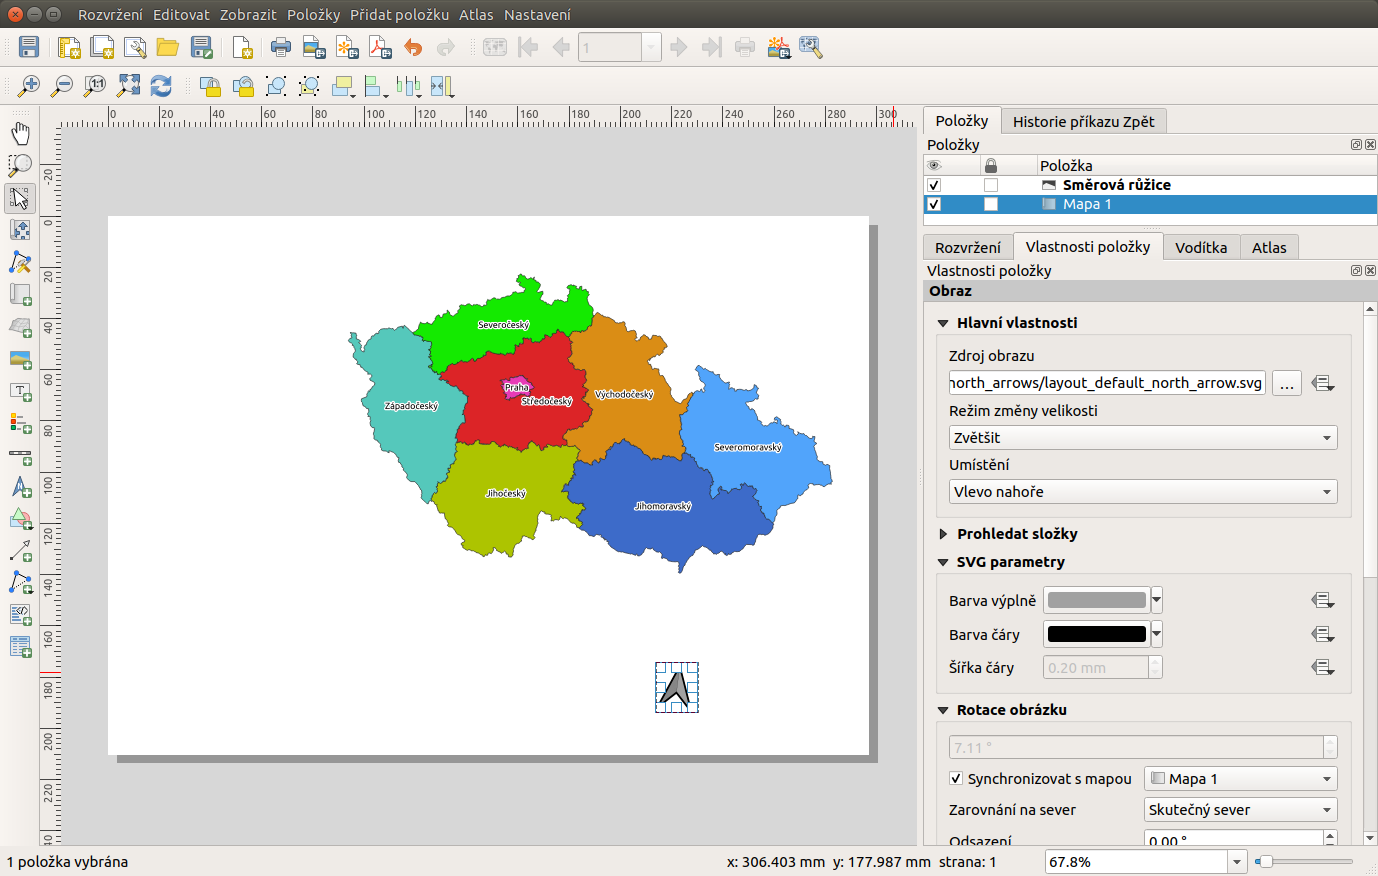 Rozvržení Editovat Zobrazit Položky Přidat položku Atlas Nastavení
1
1:1
0 20 40 60 80 100 120 140 160 180 200 220 240 260 280 300
-20
0
20
40
60
80
100
120
140
160
180
200
220
Severočeský
Praha
Středočeský
Východočeský
Západočeský
Severomoravský
Jihočeský
Jihomoravský
Položky Historie příkazu Zpět
Položky
Položka
Směrová růžice
Mapa 1
Rozvržení Vlastnosti položky Vodítka Atlas
Vlastnosti položky
Obraz
Hlavní vlastnosti
Zdroj obrazu
north_arrows/layout_default_north_arrow.svg ...
Režim změny velikosti
Zvětšit
Umístění
Vlevo nahoře
Prohledat složky
SVG parametry
Barva výplně
Barva čáry
Šířka čáry 0.20 mm
Rotace obrázku
7.11 °
Synchronizovat s mapou Mapa 1
Zarovnání na sever Skutečný sever
Odsazení 0.00 °
1 položka vybrána x: 306.403 mm y: 177.987 mm strana: 1 67.8%